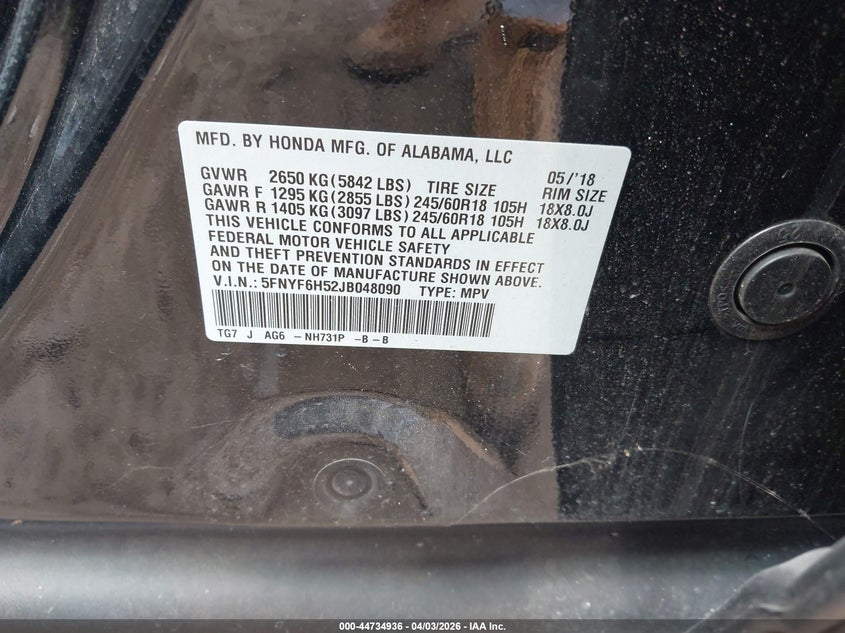 MFD. BY HONDA MFG. OF ALABAMA, LLC
GVWR 2650 KG (5842 LBS) TIRE SIZE 05/'18 RIM SIZE
GAWR F 1295 KG (2855 LBS) 245/60R18 105H 18X8.0J
GAWR R 1405 KG (3097 LBS) 245/60R18 105H 18X8.0J
THIS VEHICLE CONFORMS TO ALL APPLICABLE
FEDERAL MOTOR VEHICLE SAFETY
AND THEFT PREVENTION STANDARDS IN EFFECT
ON THE DATE OF MANUFACTURE SHOWN ABOVE.
V.I.N.: 5FNYF6H52JB048090 TYPE: MPV
TG7 J AG6 -NH731P -B-B
000-44734936 - 04/03/2026 - IAA Inc.